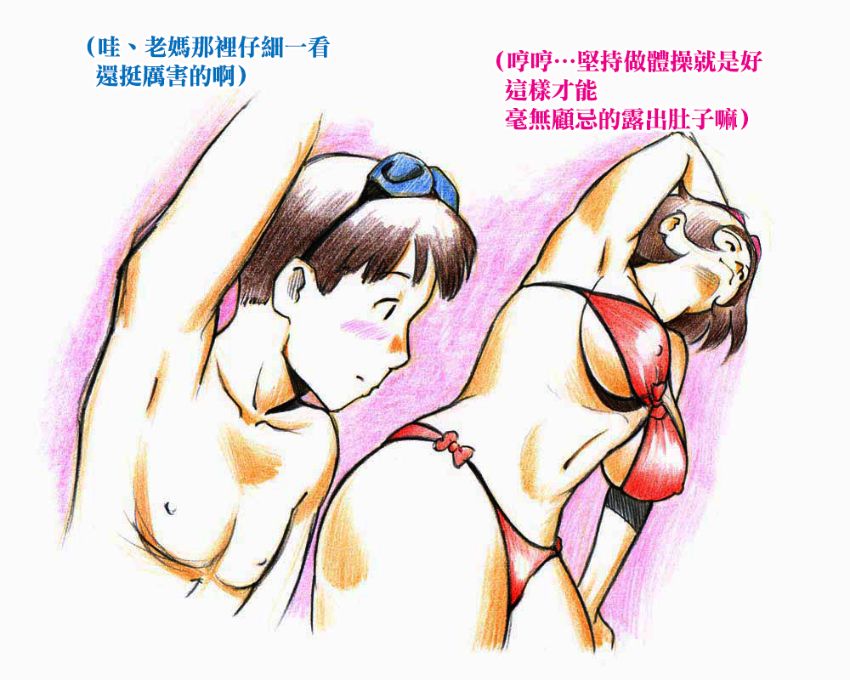 (哇、老媽那裡仔細一看
還挺厲害的啊)
(哼哼…堅持做體操就是好
這樣才能
毫無顧忌的露出肚子嘛)